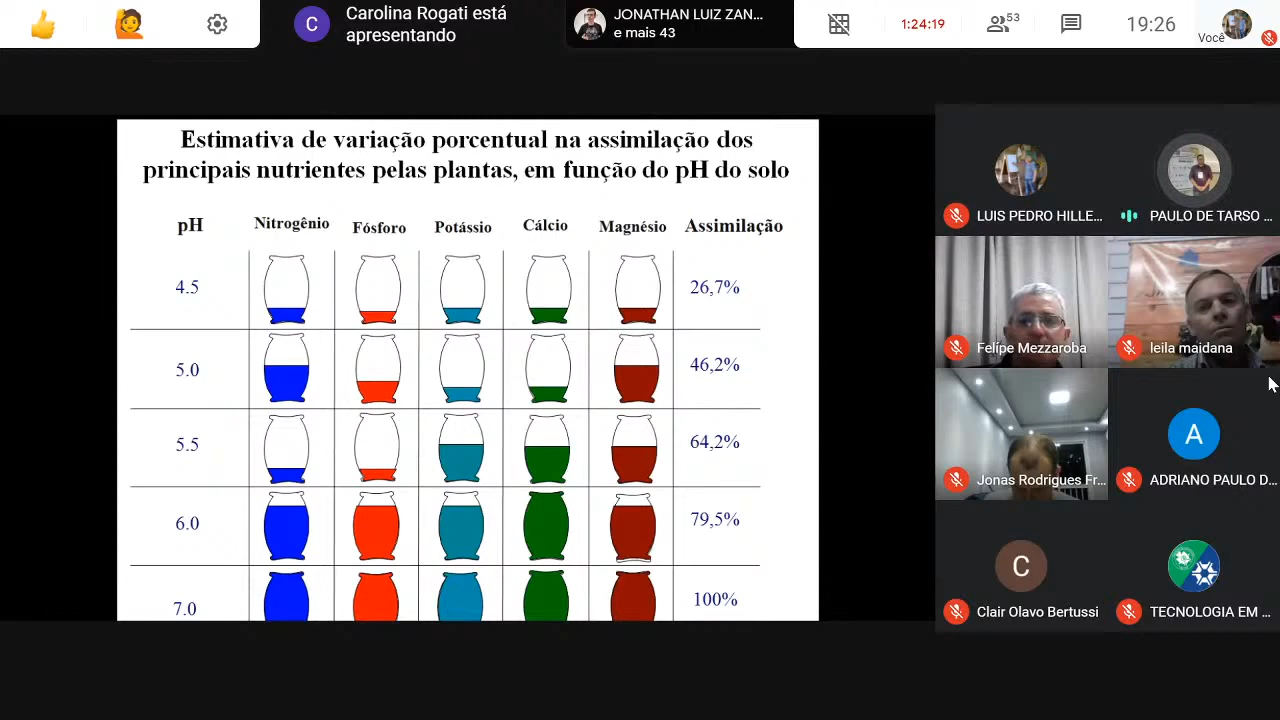 Carolina Rogati está
apresentando
JONATHAN LUIZ ZAN...
e mais 43
1:24:19
53
19:26
Você
C
Estimativa de variação porcentual na assimilação dos
principais nutrientes pelas plantas, em função do pH do solo
pH Nitrogênio Fósforo Potássio Cálcio Magnésio Assimilação
4.5 26,7%
5.0 46,2%
5.5 64,2%
6.0 79,5%
7.0 100%
LUIS PEDRO HILLE...
PAULO DE TARSO ...
Felípe Mezzaroba
leila maidana
Jonas Rodrigues Fr...
A
ADRIANO PAULO D...
C
Clair Olavo Bertussi
TECNOLOGIA EM ...